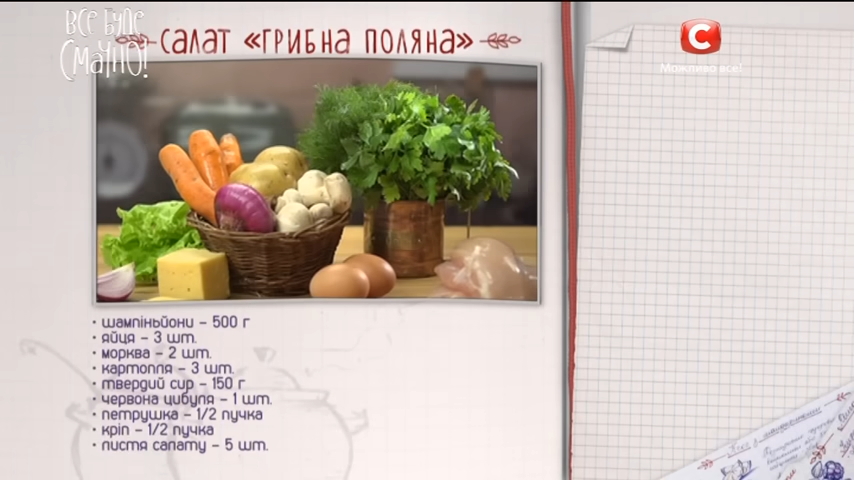 ВСЕ БУДЕ
СМАЧНО!
САЛАТ «ГРИБНА ПОЛЯНА»
С
Можливо все!
• шампіньйони – 500 г
• яйця – 3 шт.
• морква – 2 шт.
• картопля – 3 шт.
• твердий сир – 150 г
• червона цибуля – 1 шт.
• петрушка – 1/2 пучка
• кріп – 1/2 пучка
• листя салату – 5 шт.